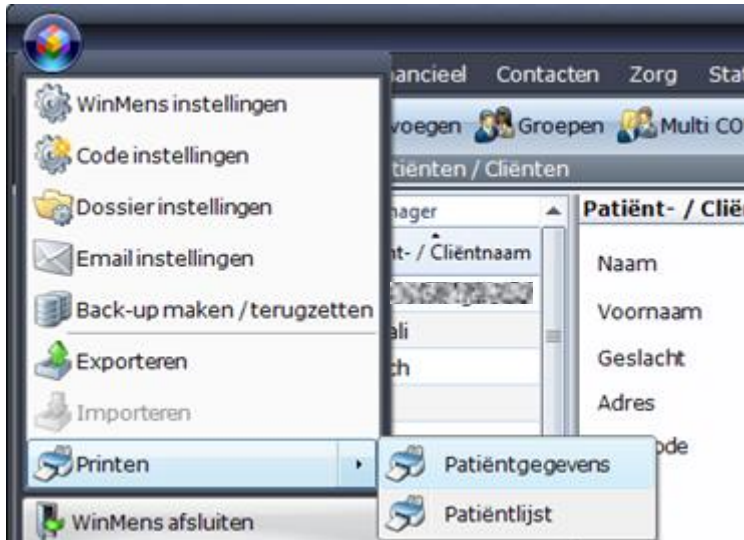 ancieel Contacten Zorg Sta
WinMens instellingen
voegen Groepen Multi CO
Code instellingen
tiënten / Cliënten
Dossier instellingen
nager
Patiënt- / Clië
nt- / Cliëntnaam
Email instellingen
Naam
Back-up maken / terugzetten
Voornaam
ali
Exporteren
ch
Geslacht
Importeren
Adres
Printen
Patiëntgegevens
ode
WinMens afsluiten
Patiëntlijst